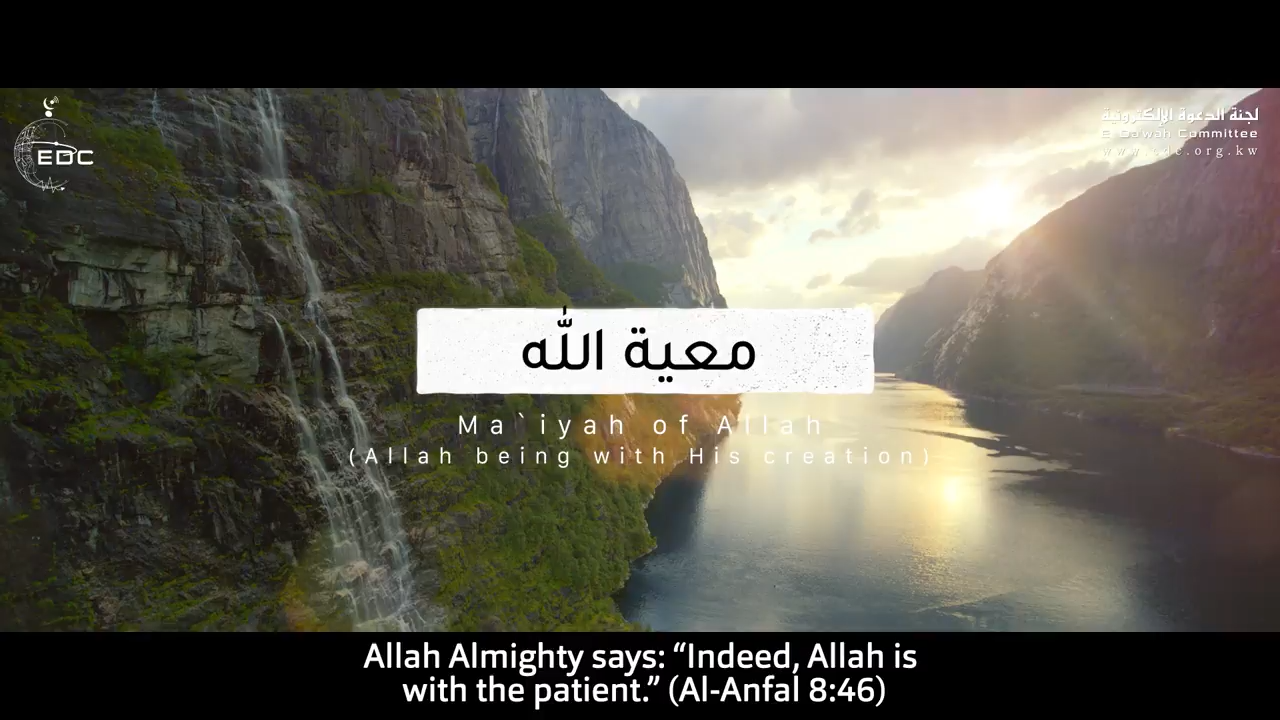 EDC
لجنة الدعوة الإلكترونية
E-Dawah Committee
www.edc.org.kw
معية اللّٰه
Ma`iyah of Allah
(Allah being with His creation)
Allah Almighty says: “Indeed, Allah is
with the patient.” (Al-Anfal 8:46)